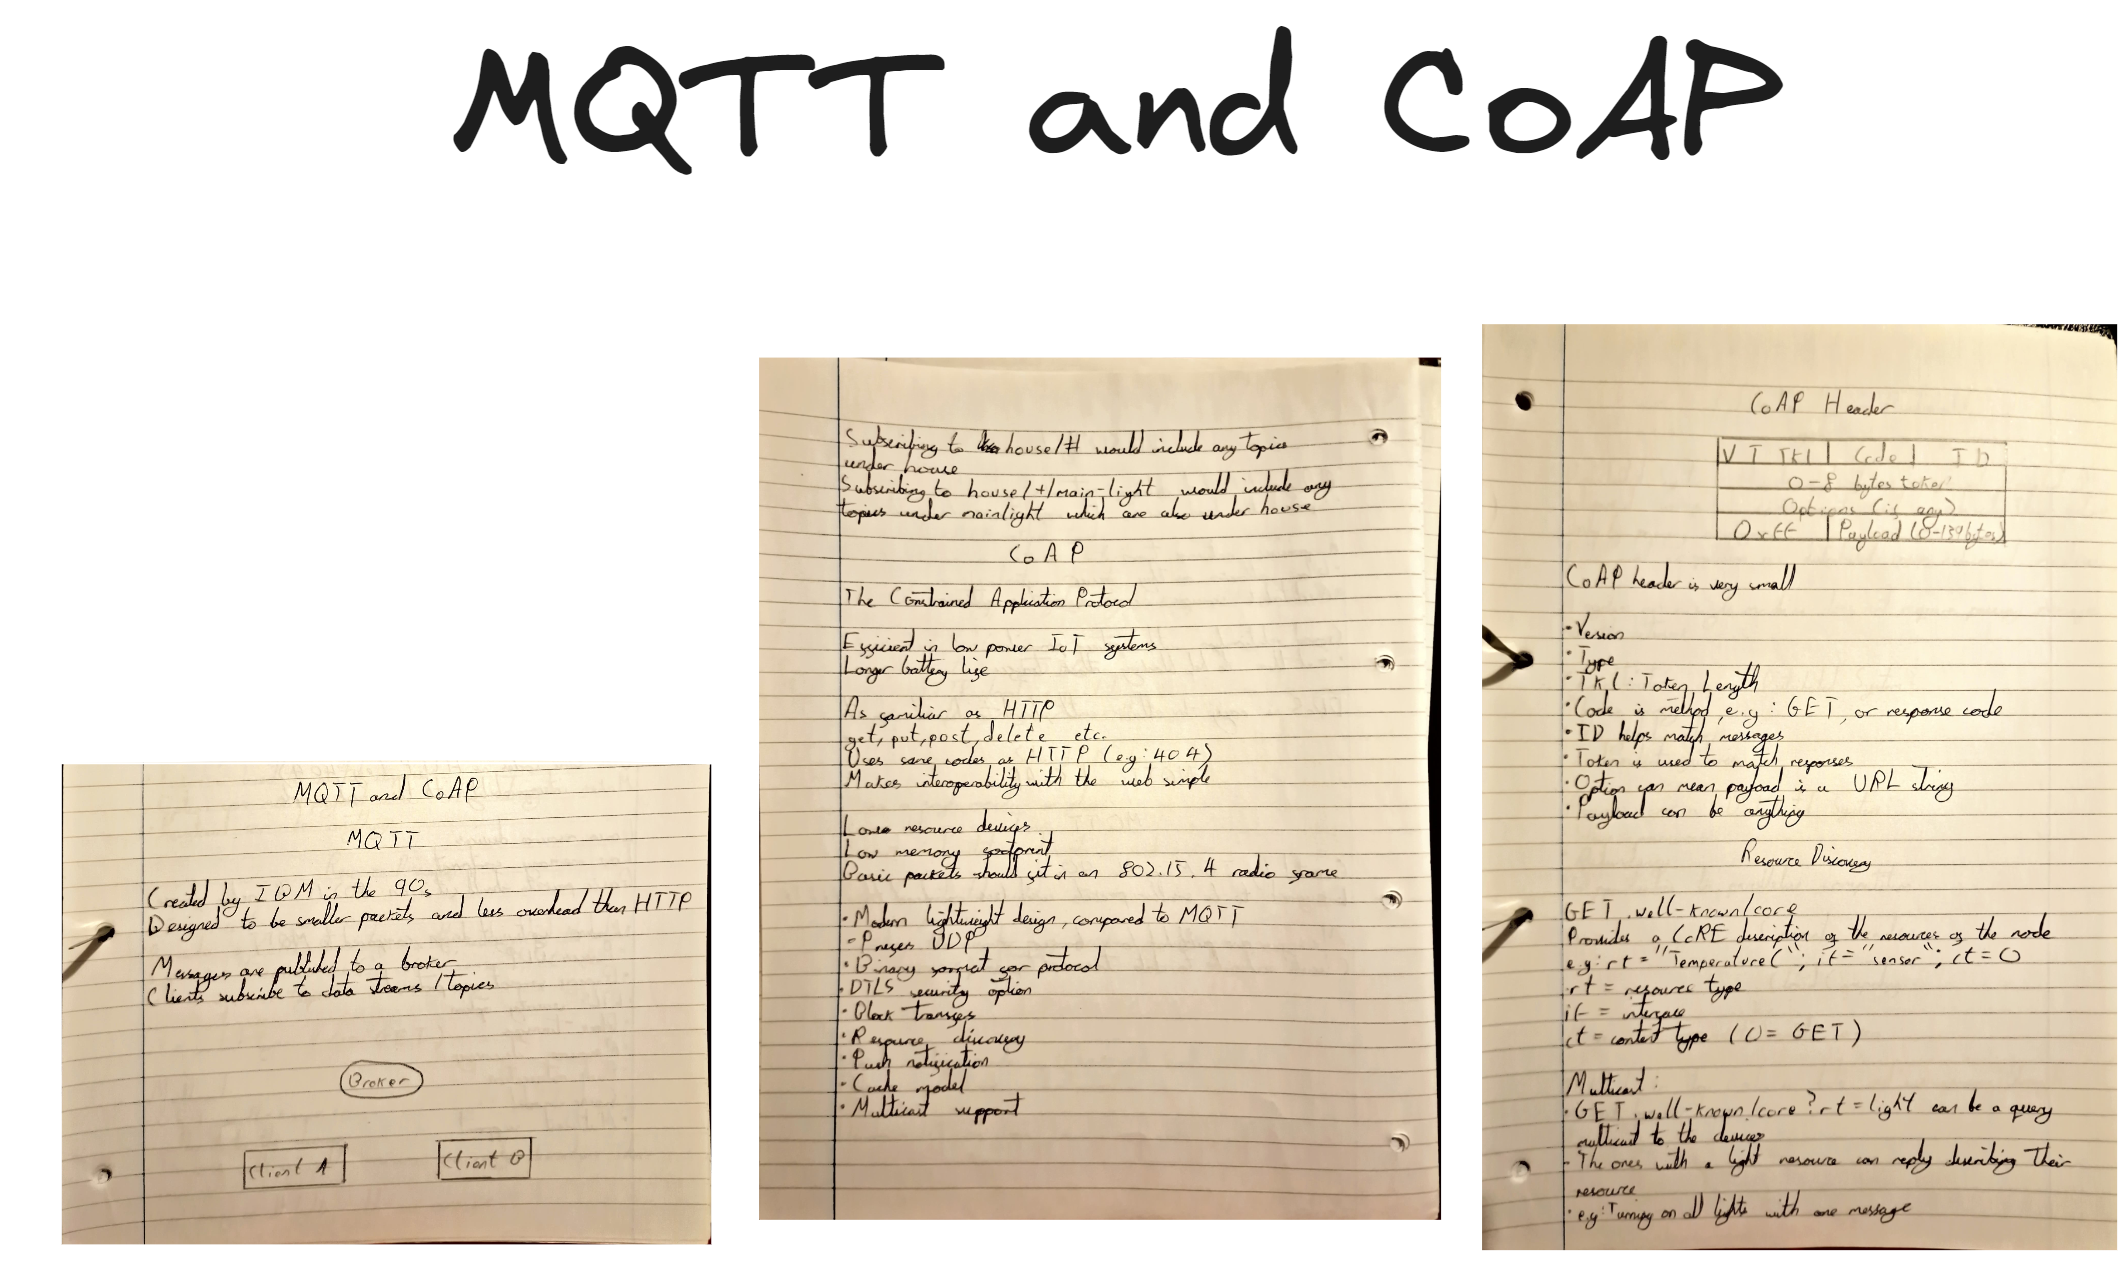 MQTT and CoAP
MQTT and CoAP
MQTT
Created by IBM in the 90s
Designed to be smaller packets and less overhead than HTTP
Messages are published to a broker
Clients subscribe to data streams / topics
Broker
Client A
Client B
Subscribing to house/# would include any topics
under house
Subscribing to house/+/main-light would include any
topics under mainlight which are also under house
CoAP
The Constrained Application Protocol
Efficient in low power IoT systems
Longer battery life
As familiar as HTTP
get, put, post, delete etc.
Uses same codes as HTTP (eg: 404)
Makes interoperability with the web simple
Lower resource devices
Low memory footprint
Basic packets should fit in an 802.15.4 radio frame
· Modern lightweight design, compared to MQTT
· Prefers UDP
· Binary format for protocol
· DTLS security option
· Block transfer
· Resource discovery
· Push notification
· Cache model
· Multicast support
CoAP Header
V T TKL | Code | ID
0-8 bytes token
Options (if any)
0xFF | Payload (0-139 bytes)
CoAP header is very small
· Version
· Type
· TKL: Token Length
· Code is method, e.g: GET, or response code
· ID helps match messages
· Token is used to match responses
· Option can mean payload is a URL string
· Payload can be anything
Resource Discovery
GET .well-known/core
Provides a CoRE description of the resources of the node
e.g: rt = "Temperature("; if = "sensor"; ct = 0
rt = resource type
if = interface
ct = content type (0 = GET)
Multicast:
· GET .well-known/core?rt=light can be a query
multicast to the devices
· The ones with a light resource can reply describing their
resource
· e.g: Turning on all lights with one message